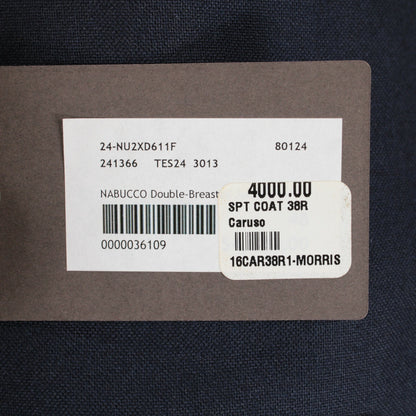 24-NU2XD611F 80124
241366 TES24 3013
NABUCCO Double-Breast
0000036109
4000.00
SPT COAT 38R
Caruso
16CAR38R1-MORRIS